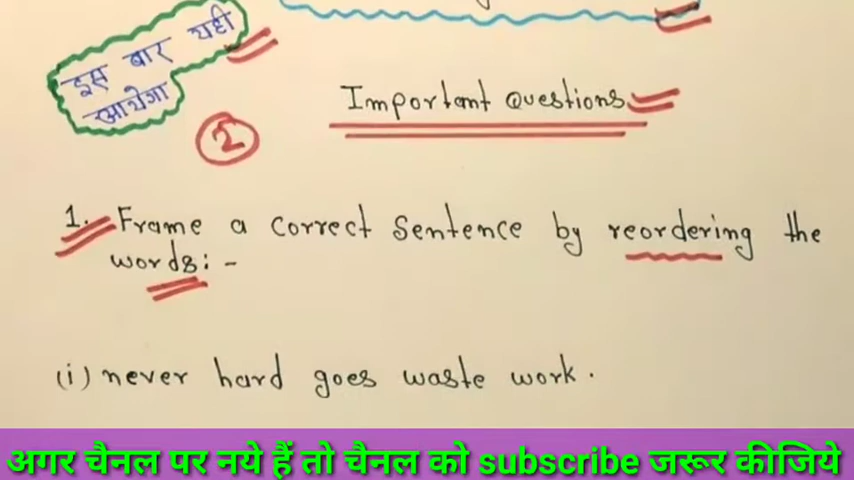 इस बार यही
आयेगा
2
Important Questions
1. Frame a correct sentence by reordering the
words:-
(i) never hard goes waste work.
अगर चैनल पर नये हैं तो चैनल को subscribe जरूर कीजिये